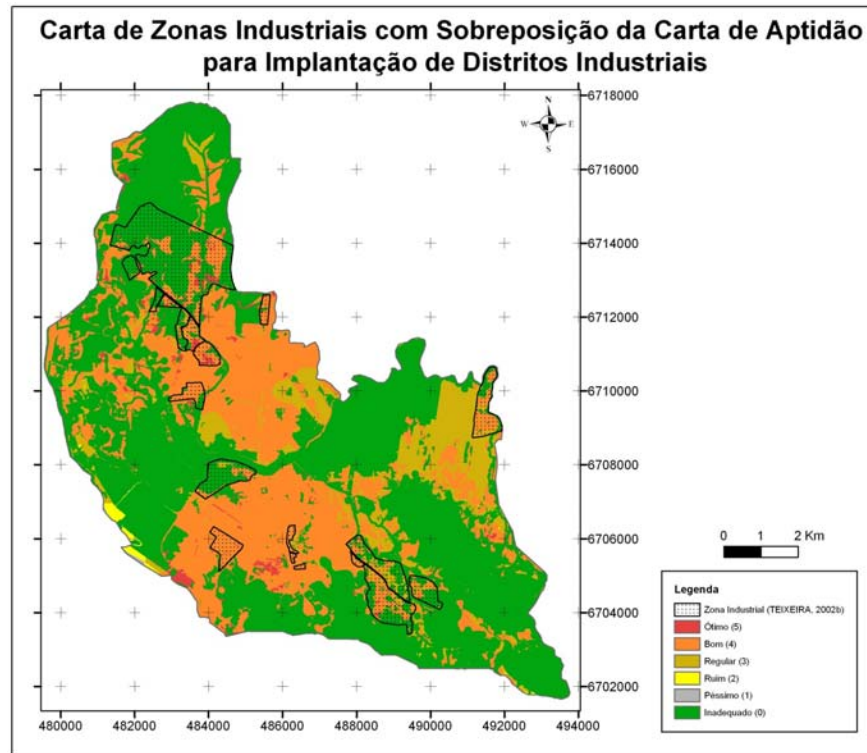 Carta de Zonas Industriais com Sobreposição da Carta de Aptidão
para Implantação de Distritos Industriais
N
W E
S
6718000
6716000
6714000
6712000
6710000
6708000
6706000
6704000
6702000
480000 482000 484000 486000 488000 490000 492000 494000
0 1 2 Km
Legenda
Zona Industrial (TEIXEIRA, 2002b)
Ótimo (5)
Bom (4)
Regular (3)
Ruim (2)
Péssimo (1)
Inadequado (0)